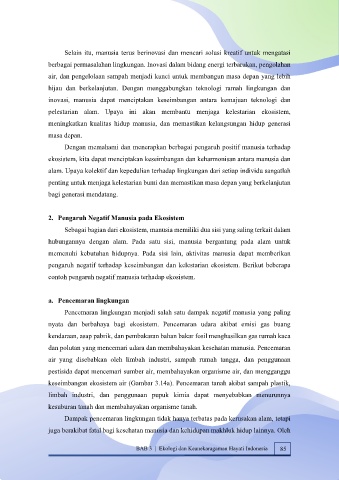 Selain itu, manusia terus berinovasi dan mencari solusi kreatif untuk mengatasi
berbagai permasalahan lingkungan. Inovasi dalam bidang energi terbarukan, pengolahan
air, dan pengelolaan sampah menjadi kunci untuk membangun masa depan yang lebih
hijau dan berkelanjutan. Dengan menggabungkan teknologi ramah lingkungan dan
inovasi, manusia dapat menciptakan keseimbangan antara kemajuan teknologi dan
pelestarian alam. Upaya ini akan membantu menjaga kelestarian ekosistem,
meningkatkan kualitas hidup manusia, dan memastikan kelangsungan hidup generasi
masa depan.
Dengan memahami dan menerapkan berbagai pengaruh positif manusia terhadap
ekosistem, kita dapat menciptakan keseimbangan dan keharmonisan antara manusia dan
alam. Upaya kolektif dan kepedulian terhadap lingkungan dari setiap individu sangatlah
penting untuk menjaga kelestarian bumi dan memastikan masa depan yang berkelanjutan
bagi generasi mendatang.
2. Pengaruh Negatif Manusia pada Ekosistem
Sebagai bagian dari ekosistem, manusia memiliki dua sisi yang saling terkait dalam
hubungannya dengan alam. Pada satu sisi, manusia bergantung pada alam untuk
memenuhi kebutuhan hidupnya. Pada sisi lain, aktivitas manusia dapat memberikan
pengaruh negatif terhadap keseimbangan dan kelestarian ekosistem. Berikut beberapa
contoh pengaruh negatif manusia terhadap ekosistem.
a. Pencemaran lingkungan
Pencemaran lingkungan menjadi salah satu dampak negatif manusia yang paling
nyata dan berbahaya bagi ekosistem. Pencemaran udara akibat emisi gas buang
kendaraan, asap pabrik, dan pembakaran bahan bakar fosil menghasilkan gas rumah kaca
dan polutan yang mencemari udara dan membahayakan kesehatan manusia. Pencemaran
air yang disebabkan oleh limbah industri, sampah rumah tangga, dan penggunaan
pestisida dapat mencemari sumber air, membahayakan organisme air, dan mengganggu
keseimbangan ekosistem air (Gambar 3.14a). Pencemaran tanah akibat sampah plastik,
limbah industri, dan penggunaan pupuk kimia dapat menyebabkan menurunnya
kesuburan tanah dan membahayakan organisme tanah.
Dampak pencemaran lingkungan tidak hanya terbatas pada kerusakan alam, tetapi
juga berakibat fatal bagi kesehatan manusia dan kehidupan makhluk hidup lainnya. Oleh
BAB 3 | Ekologi dan Keanekaragaman Hayati Indonesia 85